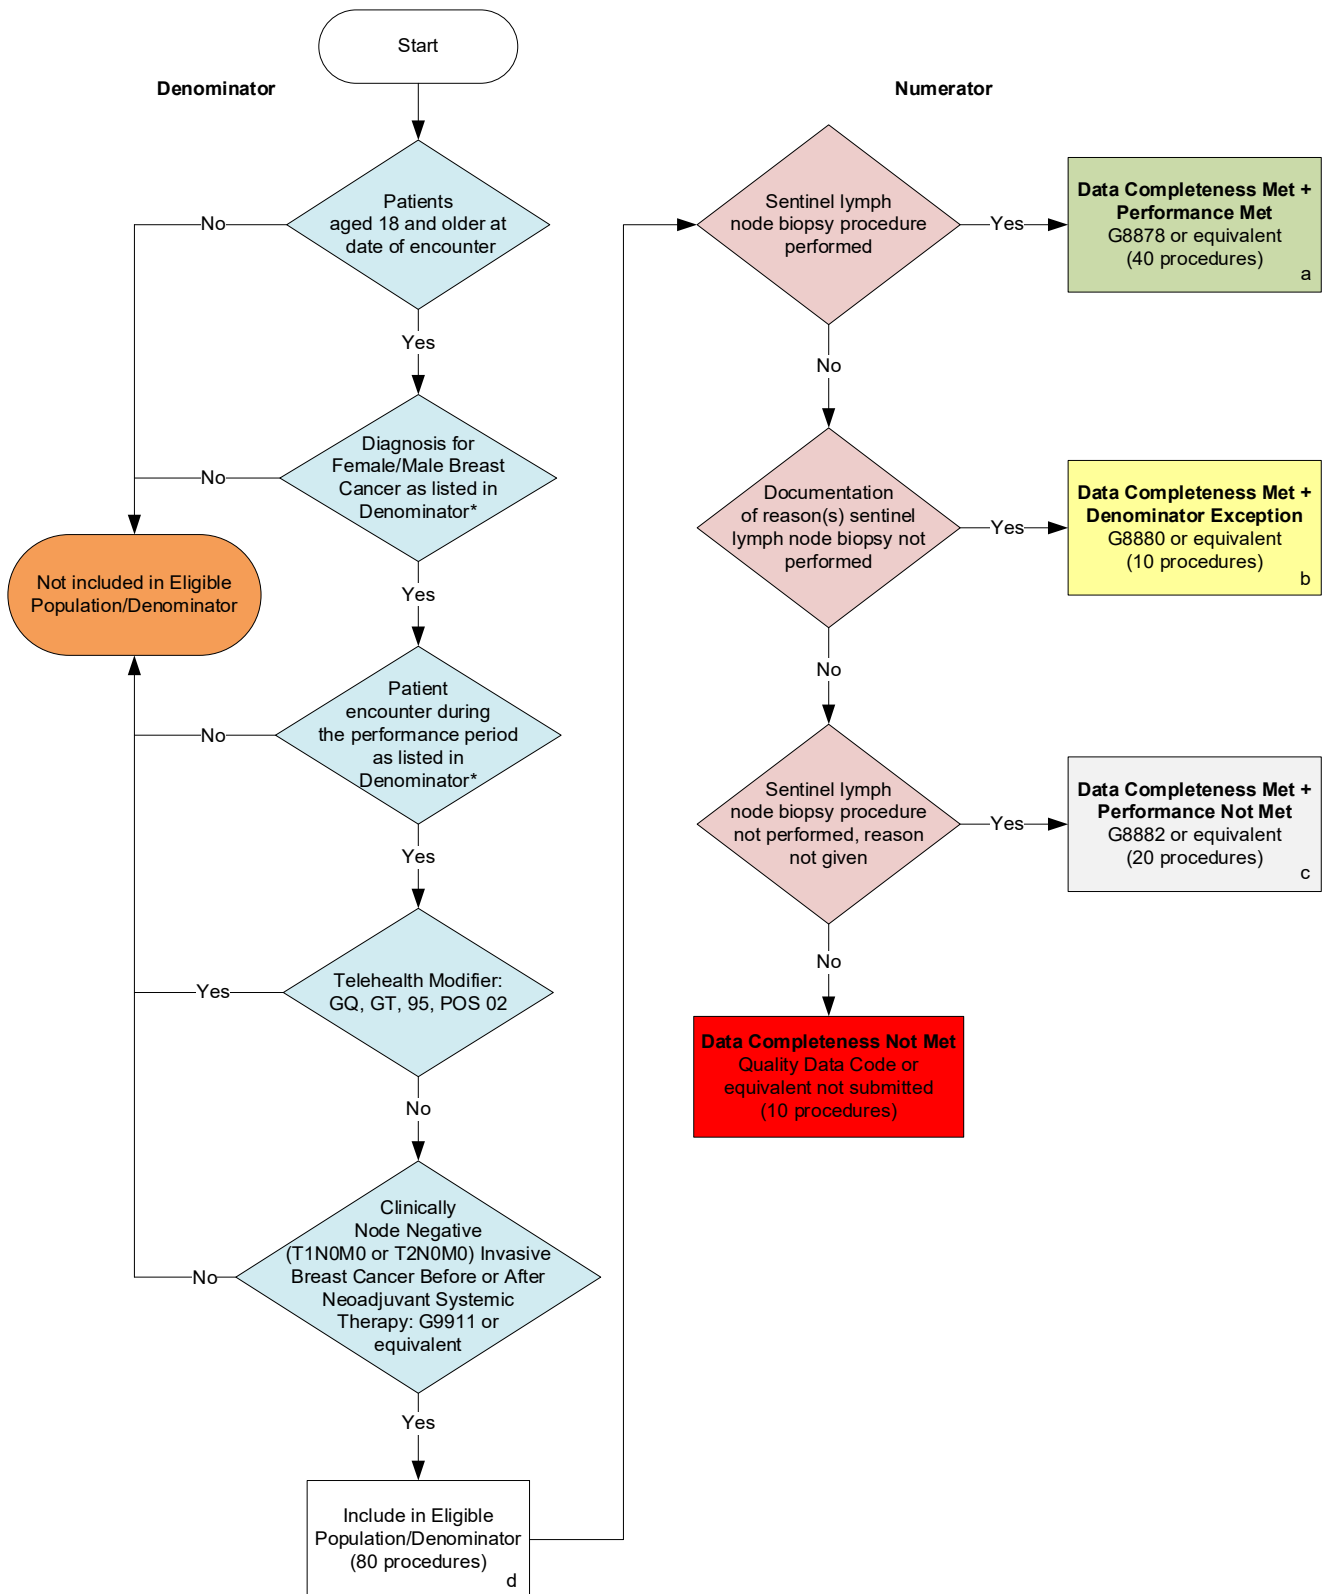 Start
Denominator
Patients
aged 18 and older at
date of encounter
No
Yes
Diagnosis for
Female/Male Breast
Cancer as listed in
Denominator*
No
Not included in Eligible
Population/Denominator
Yes
Patient
encounter during
the performance period
as listed in
Denominator*
No
Yes
Telehealth Modifier:
GQ, GT, 95, POS 02
Yes
No
Clinically
Node Negative
(T1N0M0 or T2N0M0) Invasive
Breast Cancer Before or After
Neoadjuvant Systemic
Therapy: G9911 or
equivalent
No
Yes
Include in Eligible
Population/Denominator
(80 procedures)
d
Numerator
Sentinel lymph
node biopsy procedure
performed
Yes
Data Completeness Met +
Performance Met
G8878 or equivalent
(40 procedures)
a
No
Documentation
of reason(s) sentinel
lymph node biopsy not
performed
Yes
Data Completeness Met +
Denominator Exception
G8880 or equivalent
(10 procedures)
b
No
Sentinel lymph
node biopsy procedure
not performed, reason
not given
Yes
Data Completeness Met +
Performance Not Met
G8882 or equivalent
(20 procedures)
c
No
Data Completeness Not Met
Quality Data Code or
equivalent not submitted
(10 procedures)